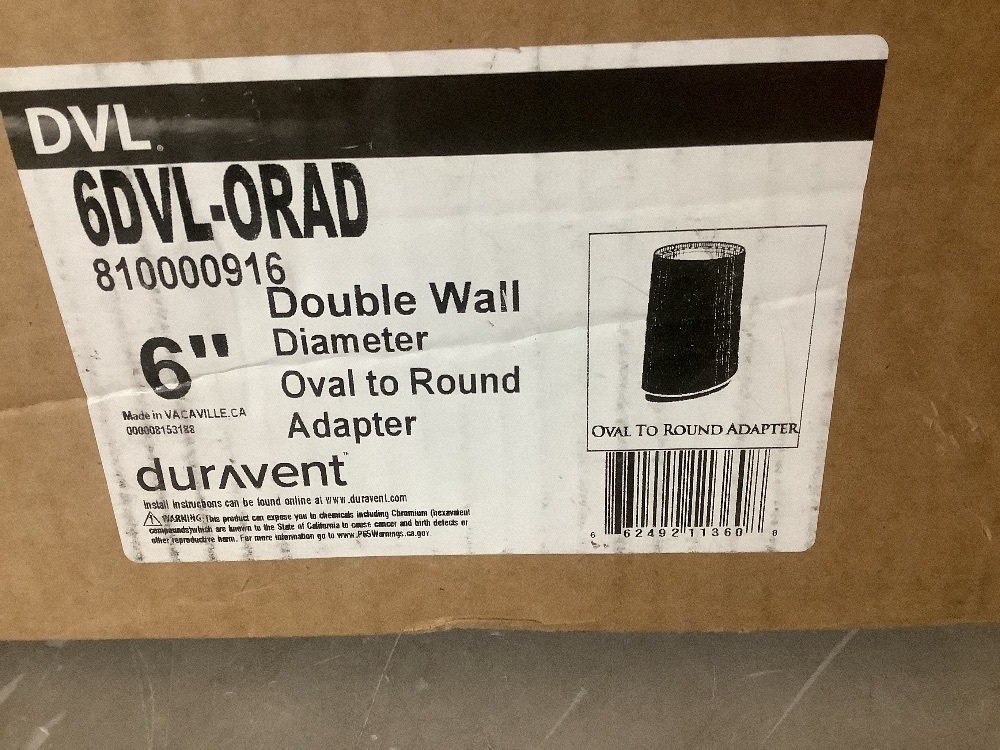 DVL.
6DVL-ORAD
810000916
6" Double Wall
Diameter
Oval to Round
Adapter
Made in VACAVILLE.CA
000008153188
duravent™
Install Instructions can be found online at www.duravent.com
WARNING: This product can expose you to chemicals including Chromium (hexavalent
compounds)which are known to the State of California to cause cancer and birth defects or
other reproductive harm. For more information go to www.P65Warnings.ca.gov
OVAL TO ROUND ADAPTER
6 62492 11360 8